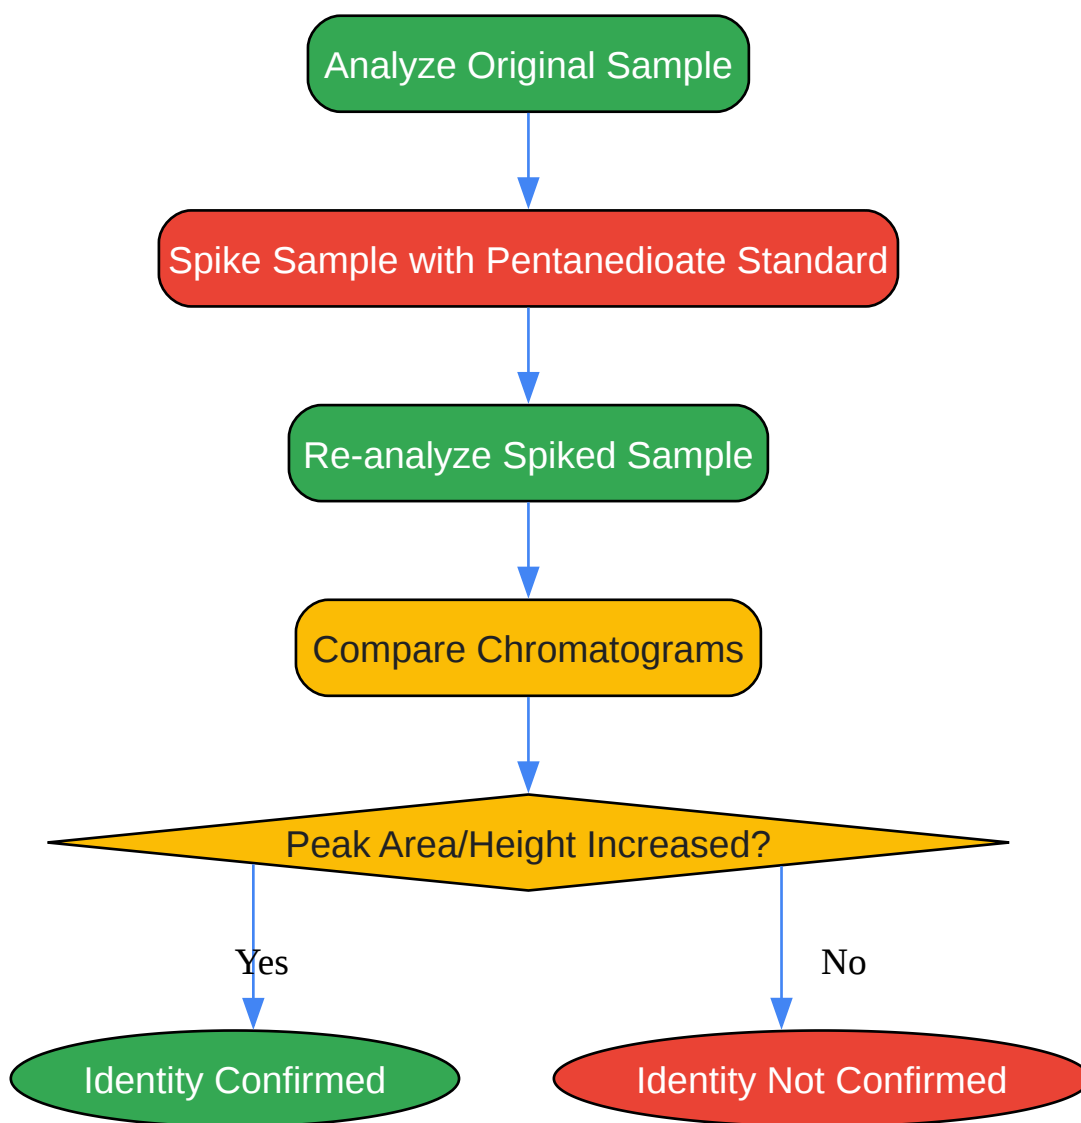 Analyze Original Sample
Spike Sample with Pentanedioate Standard
Re-analyze Spiked Sample
Compare Chromatograms
Peak Area/Height Increased?
Yes
No
Identity Confirmed
Identity Not Confirmed